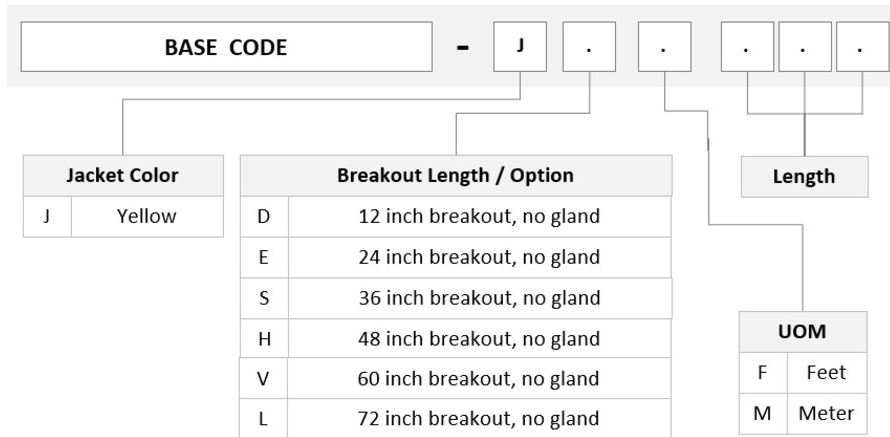 BASE CODE - J . . . . .
Jacket Color
J Yellow
Breakout Length / Option
D 12 inch breakout, no gland
E 24 inch breakout, no gland
S 36 inch breakout, no gland
H 48 inch breakout, no gland
V 60 inch breakout, no gland
L 72 inch breakout, no gland
Length
UOM
F Feet
M Meter